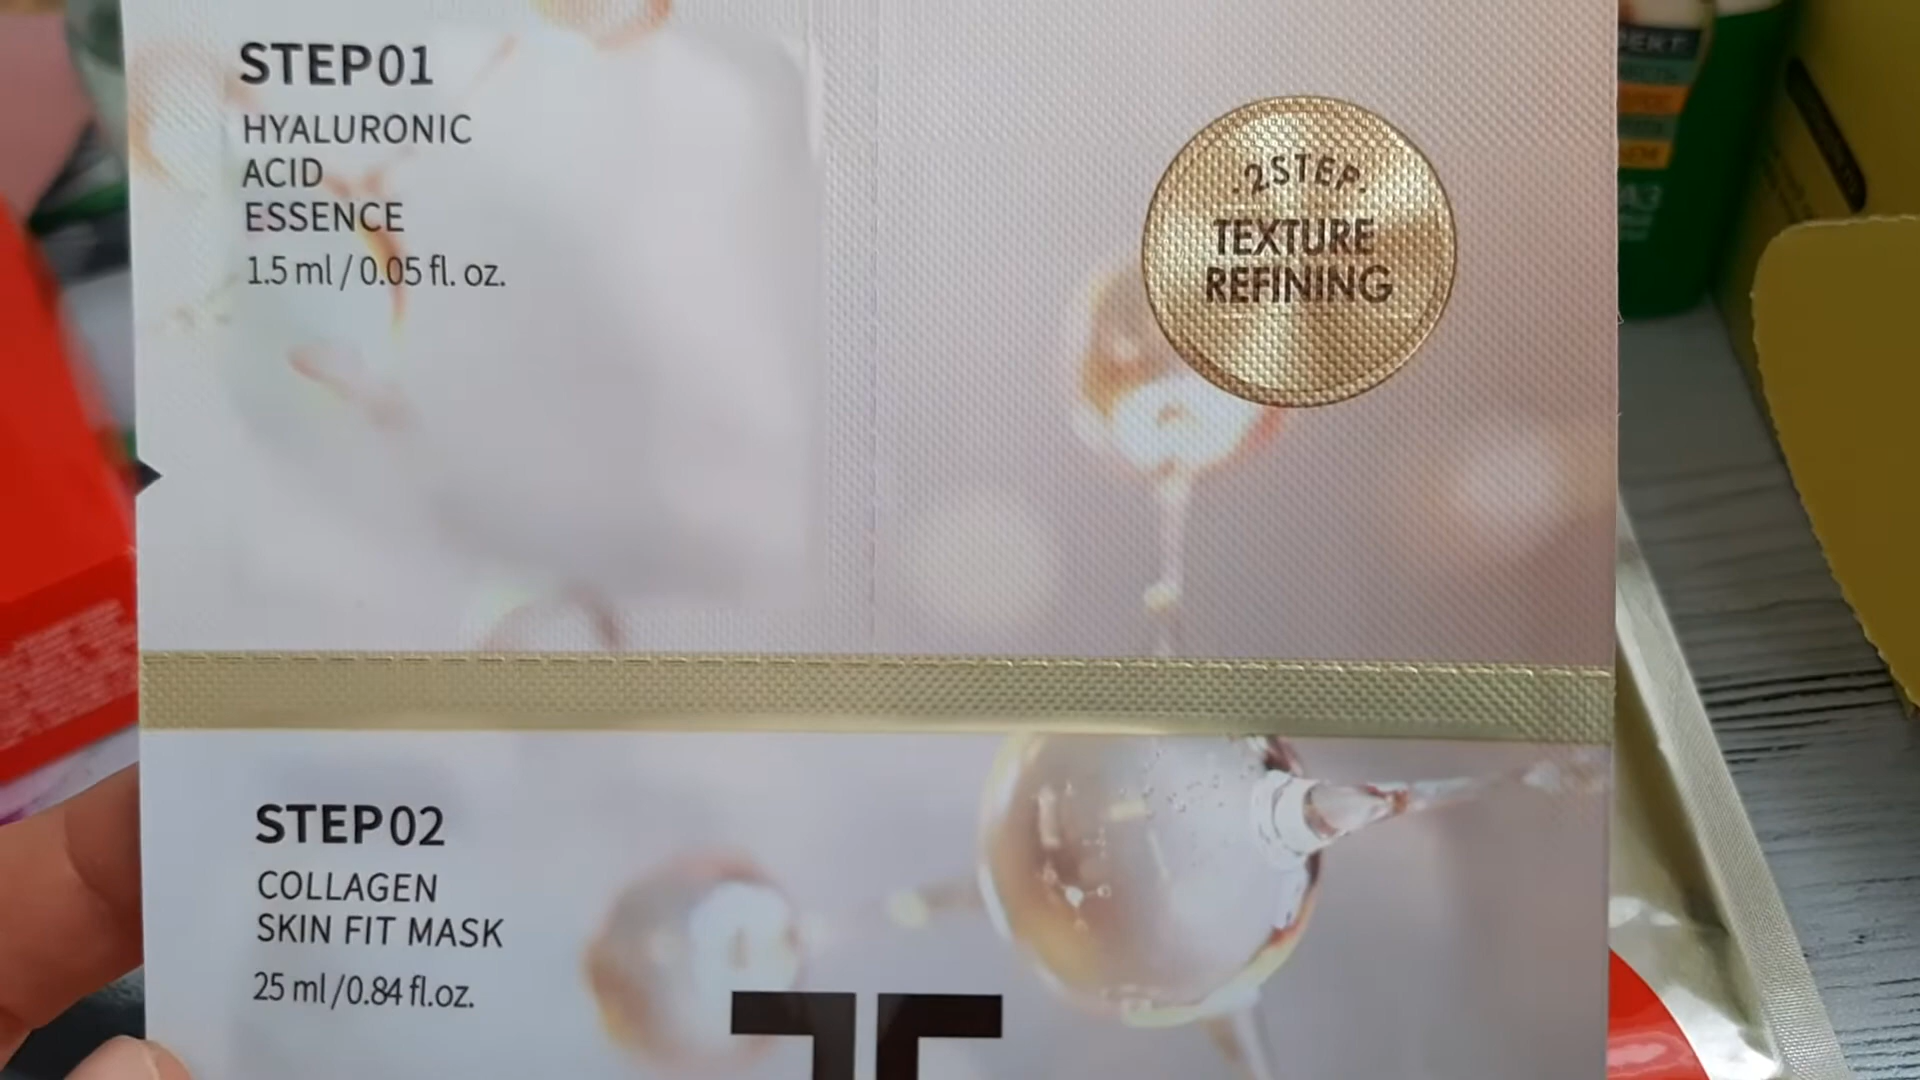 STEP01
HYALURONIC
ACID
ESSENCE
1.5 ml / 0.05 fl. oz.
.2STEP.
TEXTURE
REFINING
STEP02
COLLAGEN
SKIN FIT MASK
25 ml / 0.84 fl.oz.